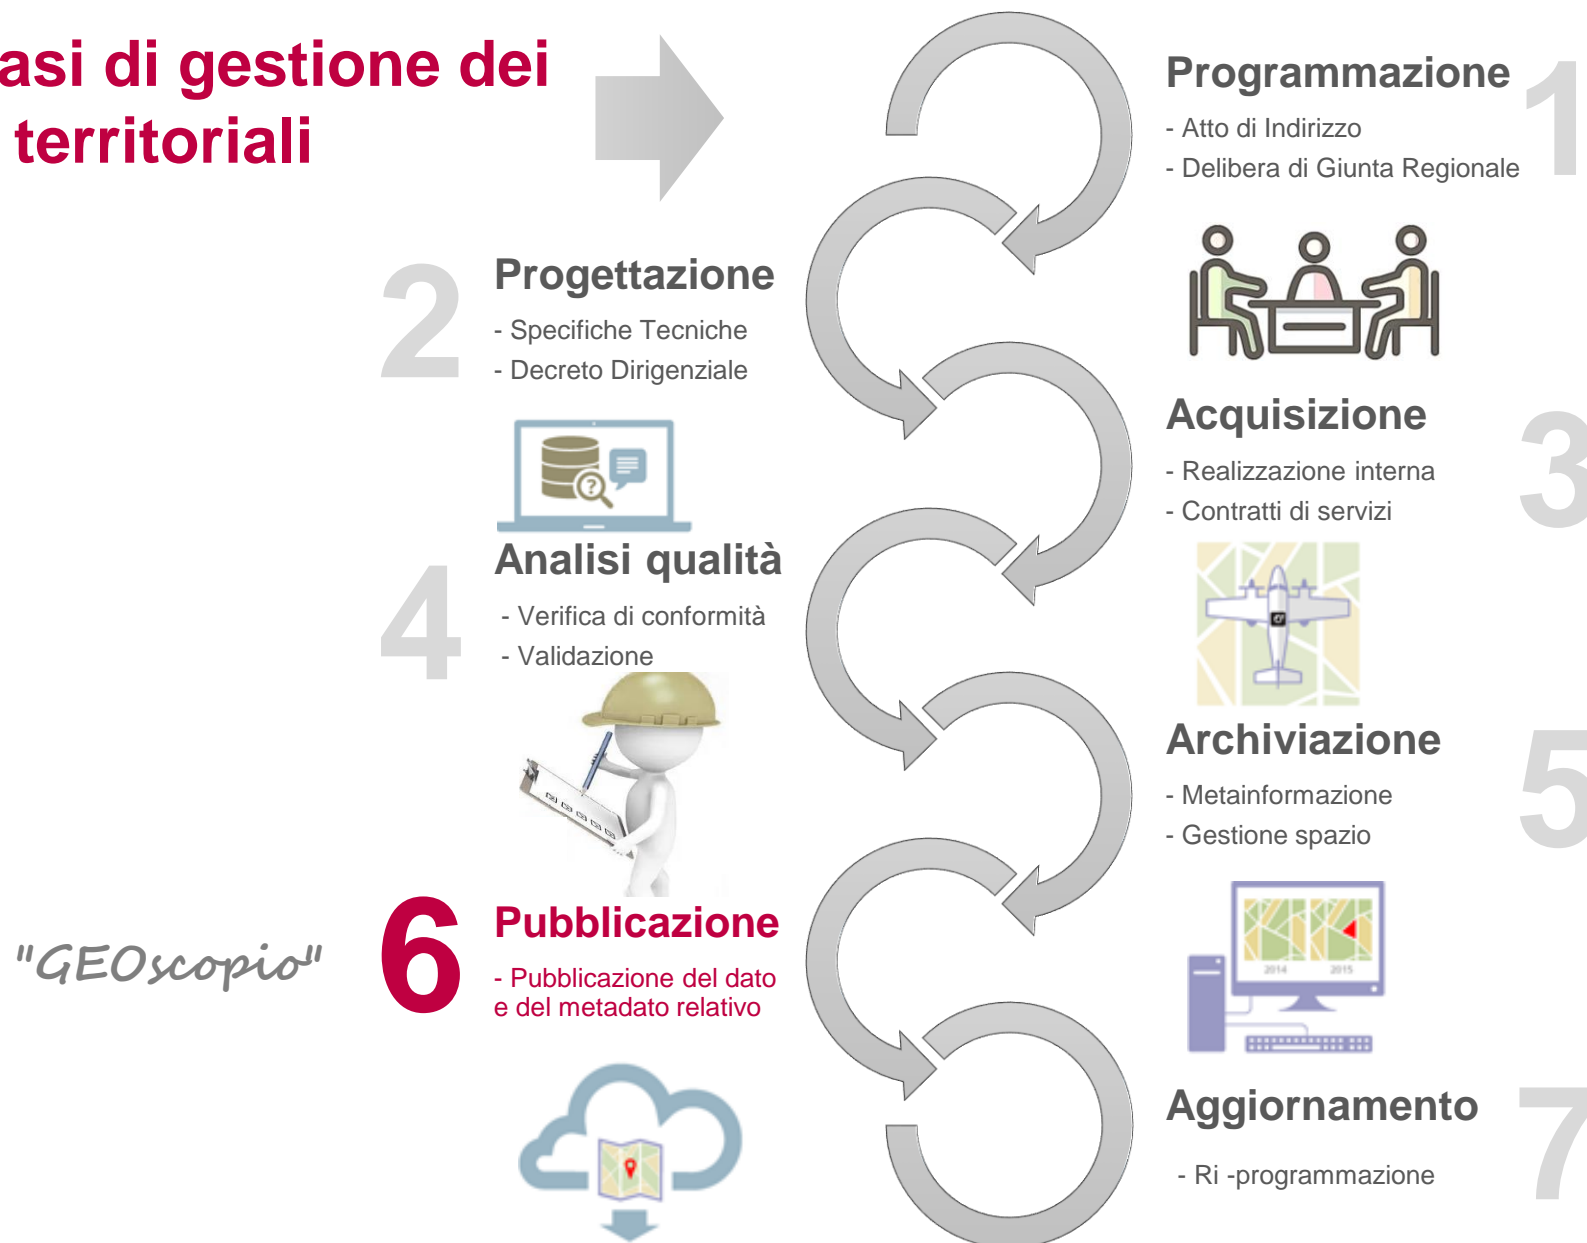 asi di gestione dei
territoriali
1
Programmazione
- Atto di Indirizzo
- Delibera di Giunta Regionale
2
Progettazione
- Specifiche Tecniche
- Decreto Dirigenziale
?
3
Acquisizione
- Realizzazione interna
- Contratti di servizi
4
Analisi qualità
- Verifica di conformità
- Validazione
5
Archiviazione
- Metainformazione
- Gestione spazio
2014 2015
"GEOscopio"
6
Pubblicazione
- Pubblicazione del dato
e del metadato relativo
7
Aggiornamento
- Ri -programmazione